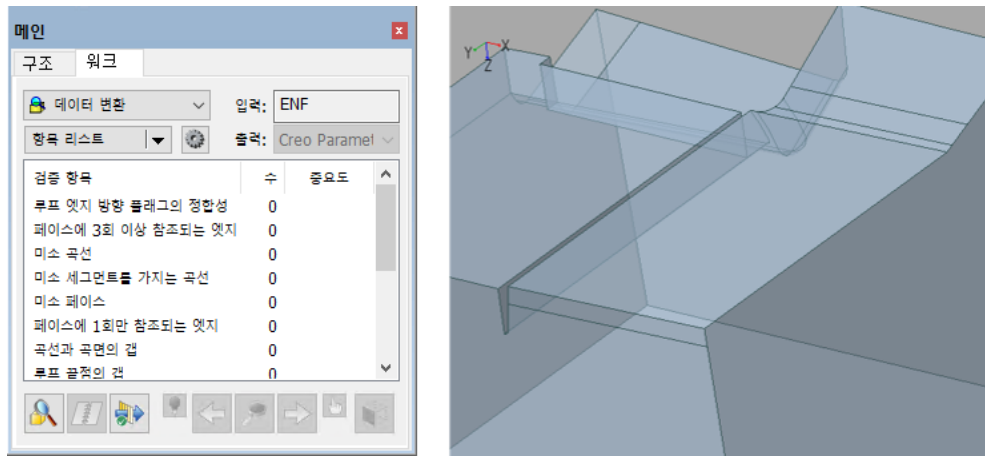 메인
구조 워크
데이터 변환 입력: ENF
항목 리스트 출력: Creo Paramet
검증 항목 수 중요도
루프 엣지 방향 플래그의 정합성 0
페이스에 3회 이상 참조되는 엣지 0
미소 곡선 0
미소 세그먼트를 가지는 곡선 0
미소 페이스 0
페이스에 1회만 참조되는 엣지 0
곡선과 곡면의 갭 0
루프 끝점의 갭 0
Y X
Z